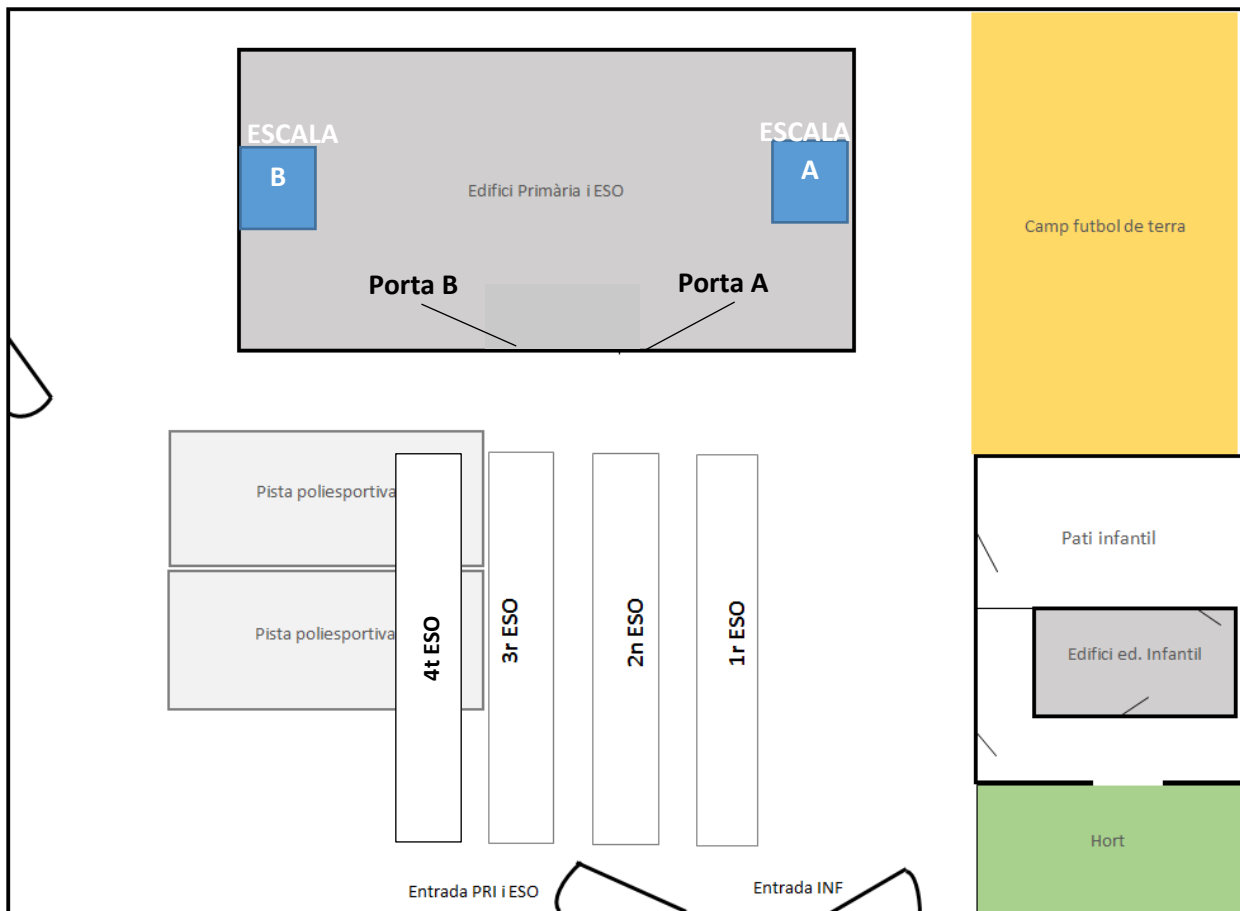 ESCALA
B
ESCALA
A
Edifici Primària i ESO
Camp futbol de terra
Porta B
Porta A
Pista poliesportiva
Pista poliesportiva
4t ESO
3r ESO
2n ESO
1r ESO
Pati infantil
Edifici ed. Infantil
Hort
Entrada PRI i ESO
Entrada INF